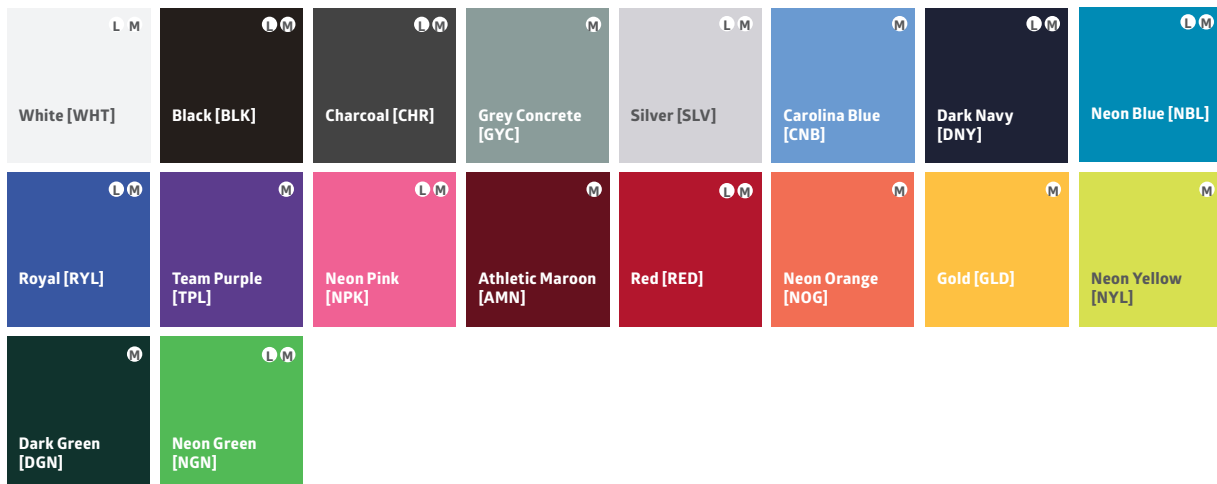 L M
White [WHT]
L M
Black [BLK]
L M
Charcoal [CHR]
M
Grey Concrete
[GYC]
L M
Silver [SLV]
M
Carolina Blue
[CNB]
L M
Dark Navy
[DNY]
L M
Neon Blue [NBL]
L M
Royal [RYL]
M
Team Purple
[TPL]
L M
Neon Pink
[NPK]
M
Athletic Maroon
[AMN]
L M
Red [RED]
M
Neon Orange
[NOG]
M
Gold [GLD]
M
Neon Yellow
[NYL]
M
Dark Green
[DGN]
L M
Neon Green
[NGN]